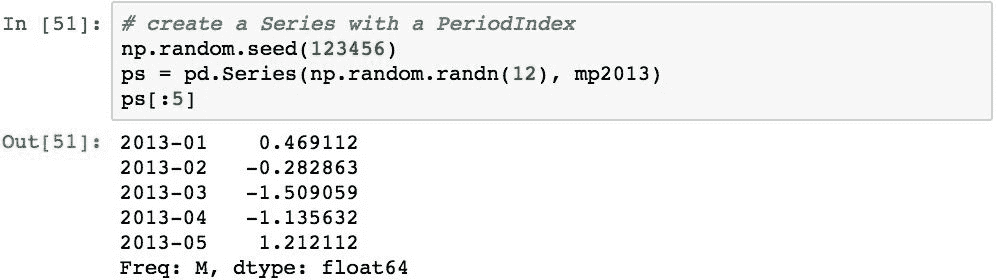 In [51]: # create a Series with a PeriodIndex
np.random.seed(123456)
ps = pd.Series(np.random.randn(12), mp2013)
ps[:5]
Out[51]: 2013-01    0.469112
2013-02   -0.282863
2013-03   -1.509059
2013-04   -1.135632
2013-05    1.212112
Freq: M, dtype: float64